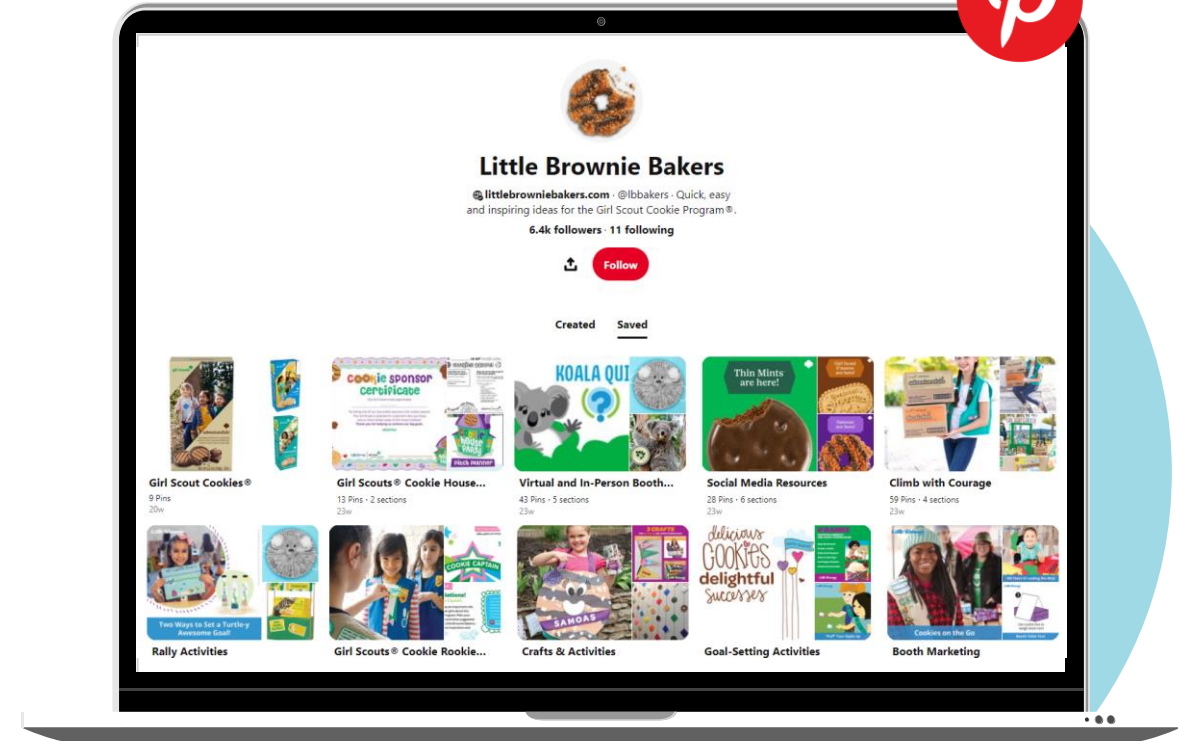 Little Brownie Bakers
littlebrowniebakers.com · @lbbakers · Quick, easy
and inspiring ideas for the Girl Scout Cookie Program®.
6.4k followers · 11 following
Follow
Created Saved
cookie sponsor
certificate
HOUSE
PARTY
Pitch Planner
KOALA QUI
Thin Mints
are here!
Girl Scout Cookies®
9 Pins
20w
Girl Scouts® Cookie House...
13 Pins · 2 sections
23w
Virtual and In-Person Booth...
43 Pins · 5 sections
23w
Social Media Resources
28 Pins · 6 sections
23w
Climb with Courage
59 Pins · 4 sections
23w
Two Ways to Set a Turtle-y
Awesome Goal!
COOKIE CAPTAIN
SAMOAS
delicious
COOKIES
delightful
Successes
Cookies on the Go
Rally Activities
Girl Scouts® Cookie Rookie...
Crafts & Activities
Goal-Setting Activities
Booth Marketing